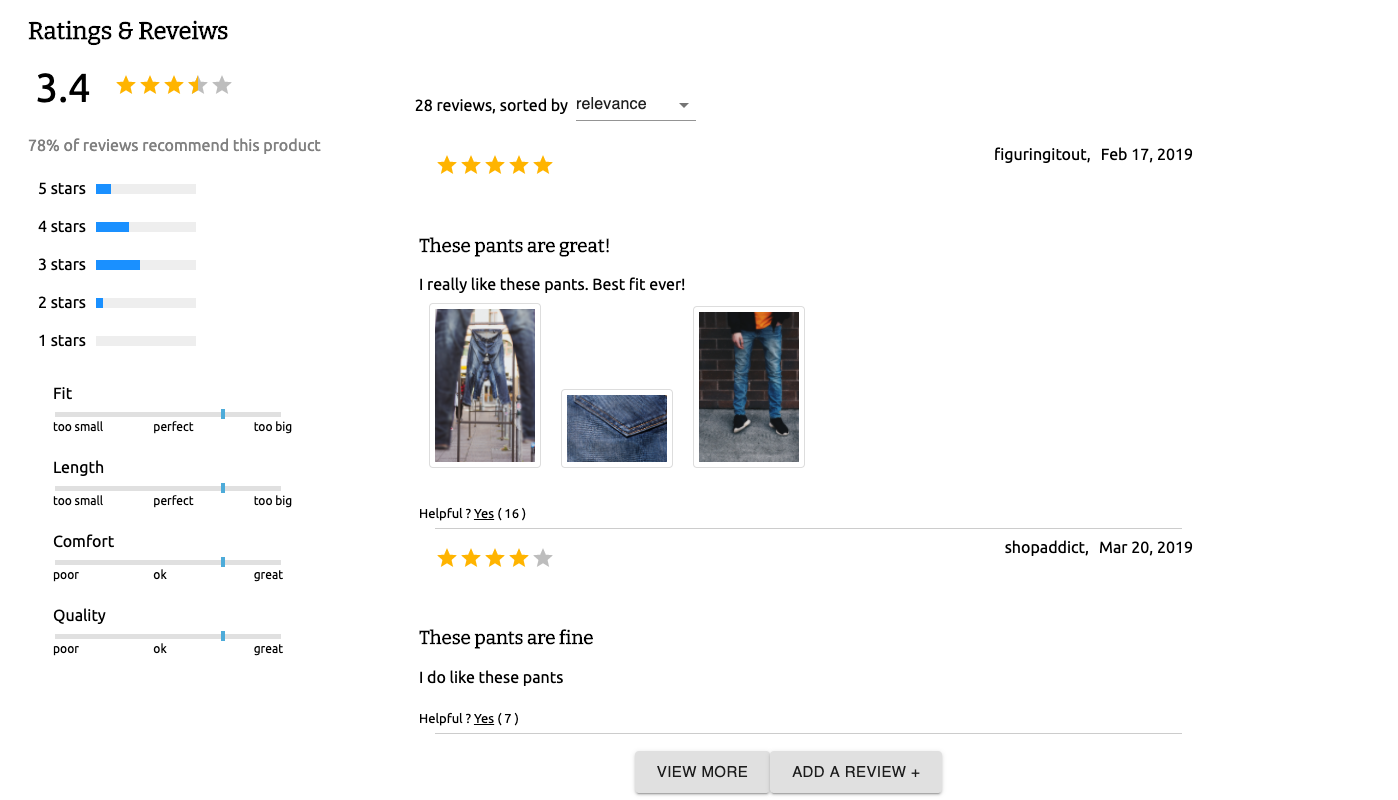 Ratings & Reveiws
3.4
78% of reviews recommend this product
5 stars
4 stars
3 stars
2 stars
1 stars
Fit
too small perfect too big
Length
too small perfect too big
Comfort
poor ok great
Quality
poor ok great
28 reviews, sorted by relevance
figuringitout, Feb 17, 2019
These pants are great!
I really like these pants. Best fit ever!
Helpful ? Yes ( 16 )
shopaddict, Mar 20, 2019
These pants are fine
I do like these pants
Helpful ? Yes ( 7 )
VIEW MORE ADD A REVIEW +